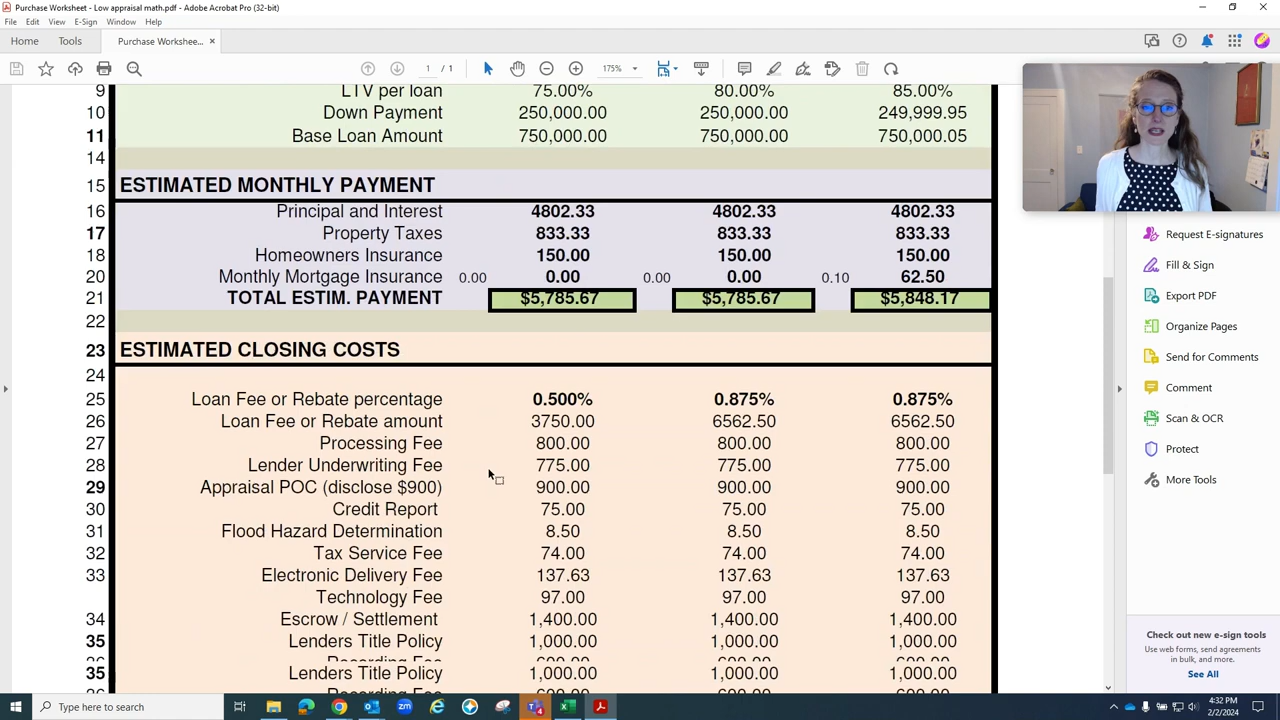 Purchase Worksheet - Low appraisal math.pdf - Adobe Acrobat Pro (32-bit)
File Edit View E-Sign Window Help
Home Tools Purchase Workshee... ×
1 / 1 175%
9 LTV per loan 75.00% 80.00% 85.00%
10 Down Payment 250,000.00 250,000.00 249,999.95
11 Base Loan Amount 750,000.00 750,000.00 750,000.05
14
15 ESTIMATED MONTHLY PAYMENT
16 Principal and Interest 4802.33 4802.33 4802.33
17 Property Taxes 833.33 833.33 833.33
18 Homeowners Insurance 150.00 150.00 150.00
20 Monthly Mortgage Insurance 0.00 0.00 0.00 0.00 0.10 62.50
21 TOTAL ESTIM. PAYMENT $5,785.67 $5,785.67 $5,848.17
22
23 ESTIMATED CLOSING COSTS
24
25 Loan Fee or Rebate percentage 0.500% 0.875% 0.875%
26 Loan Fee or Rebate amount 3750.00 6562.50 6562.50
27 Processing Fee 800.00 800.00 800.00
28 Lender Underwriting Fee 775.00 775.00 775.00
29 Appraisal POC (disclose $900) 900.00 900.00 900.00
30 Credit Report 75.00 75.00 75.00
31 Flood Hazard Determination 8.50 8.50 8.50
32 Tax Service Fee 74.00 74.00 74.00
33 Electronic Delivery Fee 137.63 137.63 137.63
Technology Fee 97.00 97.00 97.00
34 Escrow / Settlement 1,400.00 1,400.00 1,400.00
35 Lenders Title Policy 1,000.00 1,000.00 1,000.00
35 Lenders Title Policy 1,000.00 1,000.00 1,000.00
Recording Fee 600.00 600.00 600.00
Request E-signatures
Fill & Sign
Export PDF
Organize Pages
Send for Comments
Comment
Scan & OCR
Protect
More Tools
Check out new e-sign tools
Use web forms, send agreements
in bulk, and more.
See All
Type here to search
4:32 PM
2/2/2024